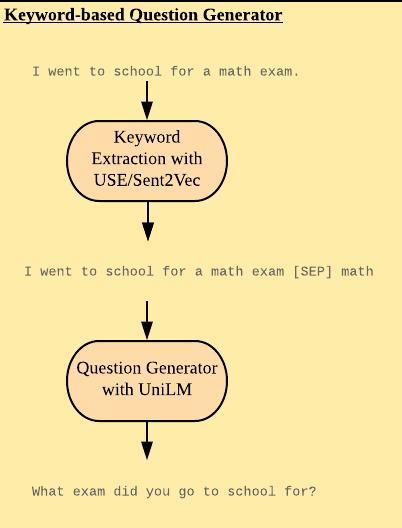 Keyword-based Question Generator
I went to school for a math exam.
Keyword
Extraction with
USE/Sent2Vec
I went to school for a math exam [SEP] math
Question Generator
with UniLM
What exam did you go to school for?